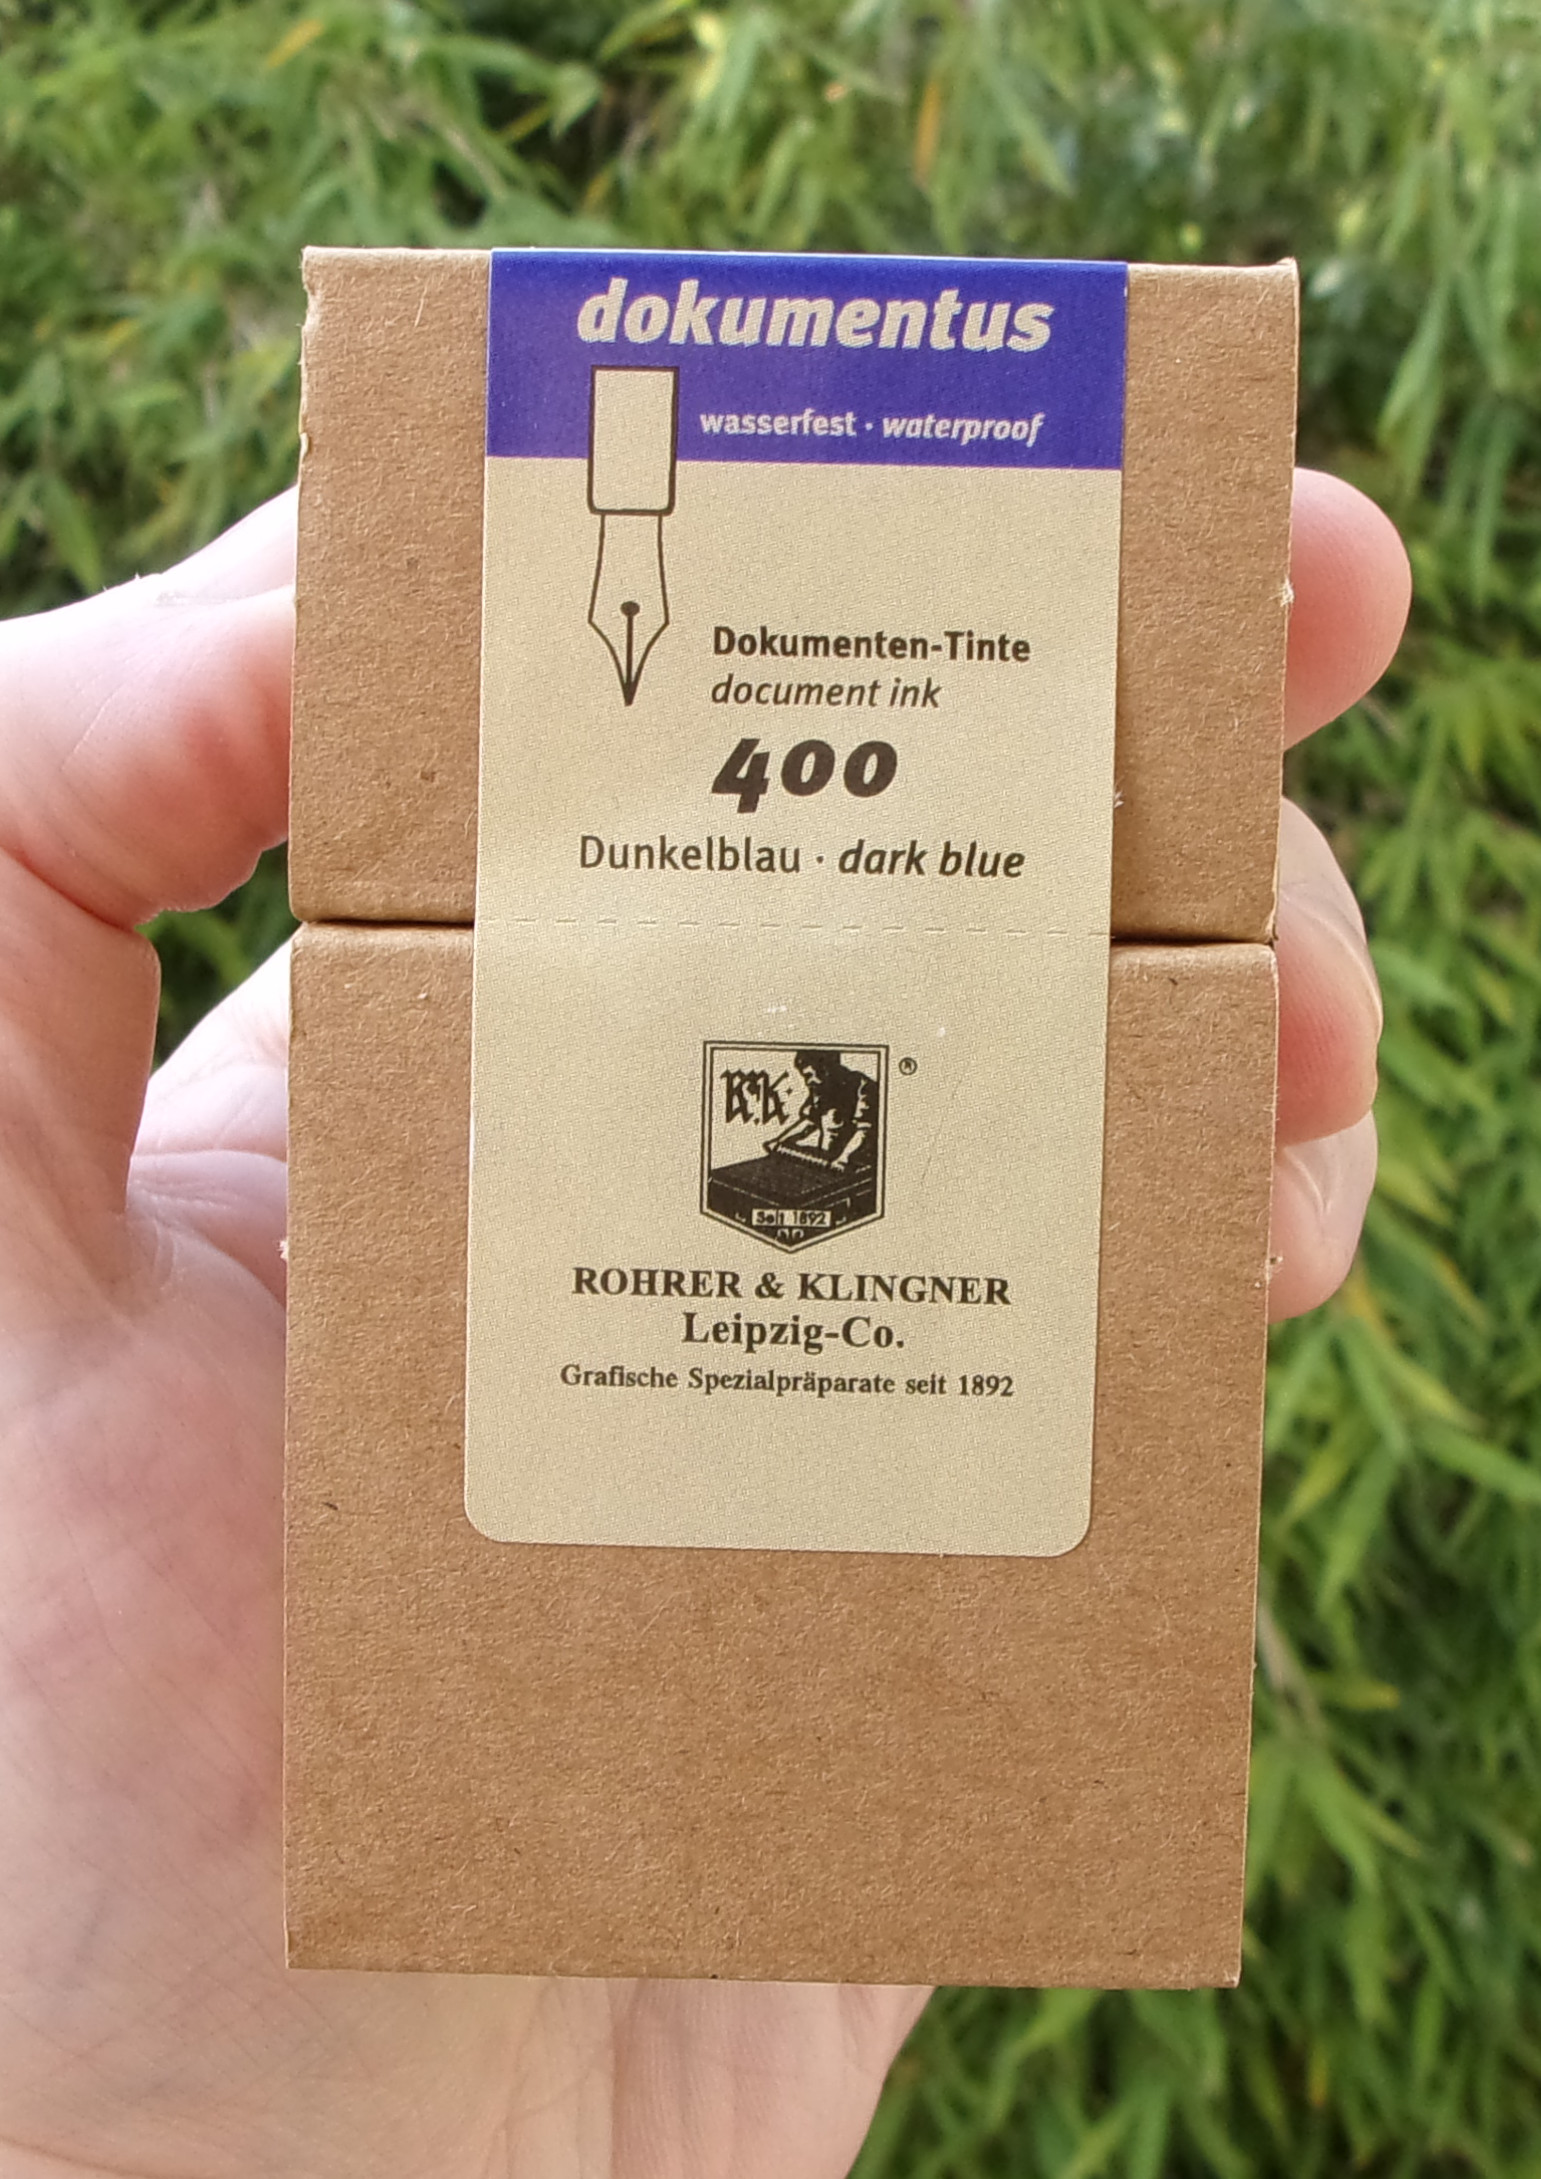 dokumentus
wasserfest · waterproof
Dokumenten-Tinte
document ink
400
Dunkelblau · dark blue
R.K. ®
Seit 1892
ROHRER & KLINGNER
Leipzig-Co.
Grafische Spezialpräparate seit 1892